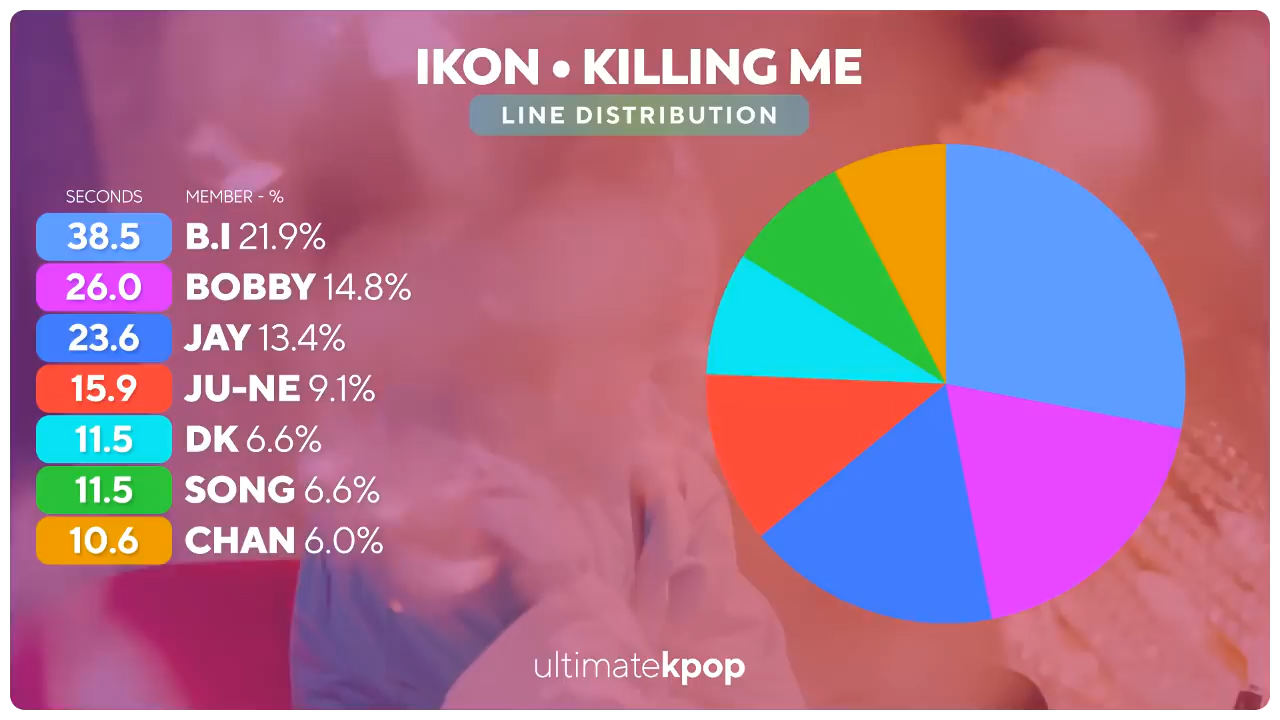 IKON • KILLING ME
LINE DISTRIBUTION
SECONDS MEMBER - %
38.5 B.I 21.9%
26.0 BOBBY 14.8%
23.6 JAY 13.4%
15.9 JU-NE 9.1%
11.5 DK 6.6%
11.5 SONG 6.6%
10.6 CHAN 6.0%
ultimatekpop